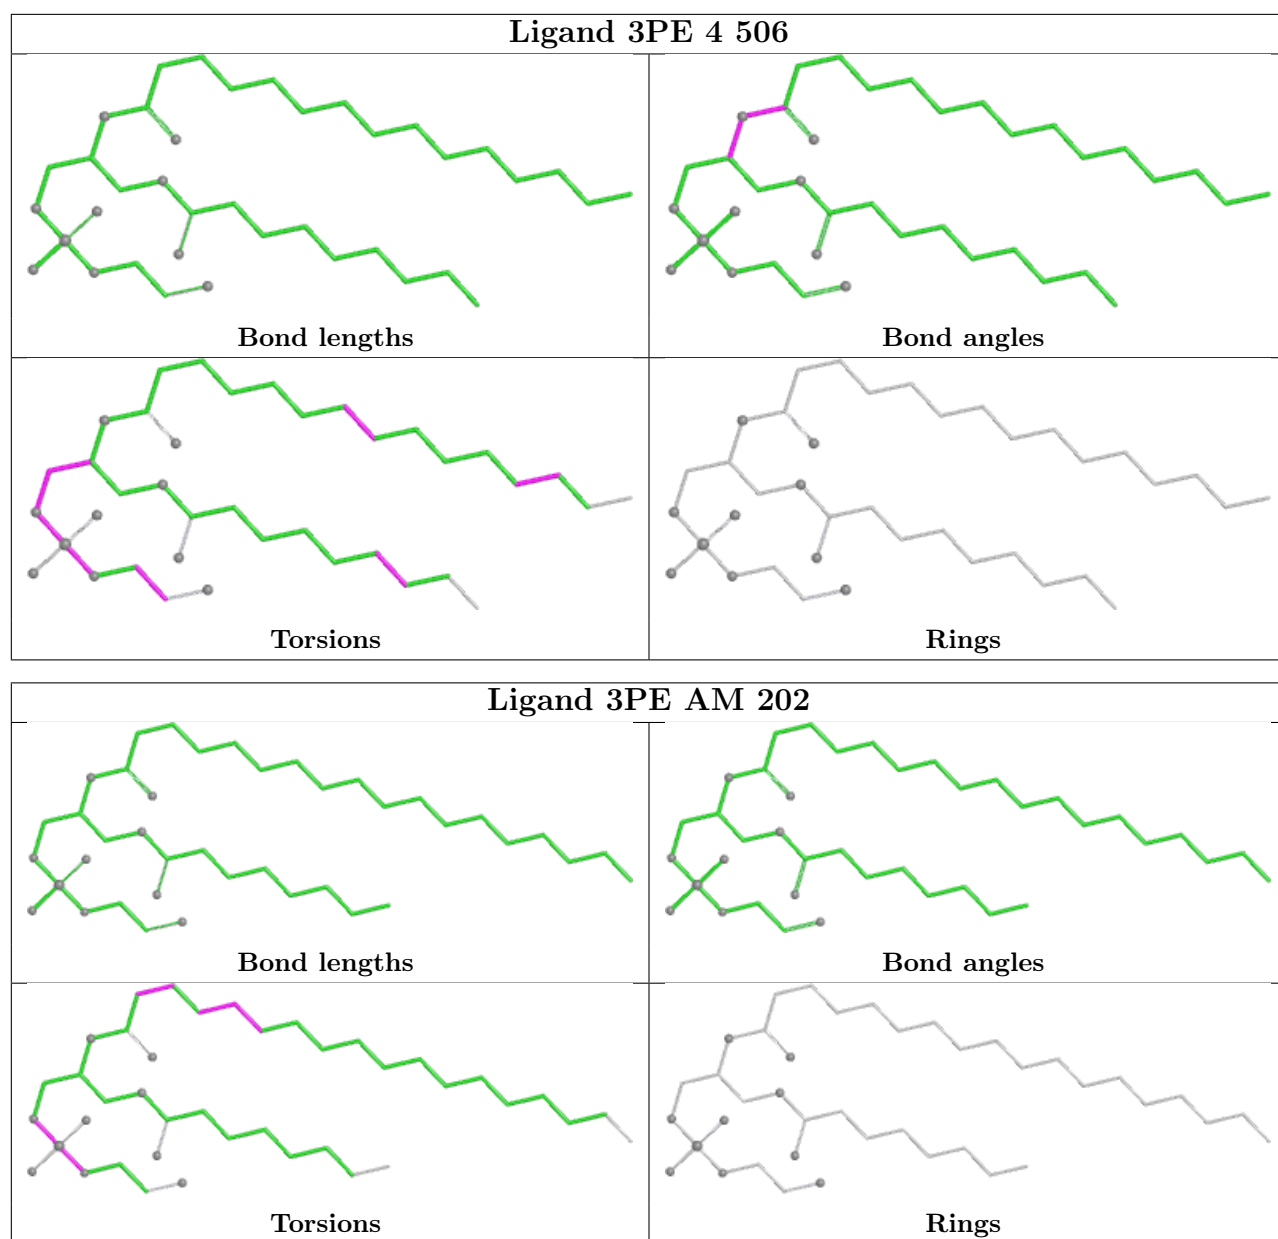 Ligand 3PE 4 506
Bond lengths
Bond angles
Torsions
Rings
Ligand 3PE AM 202
Bond lengths
Bond angles
Torsions
Rings